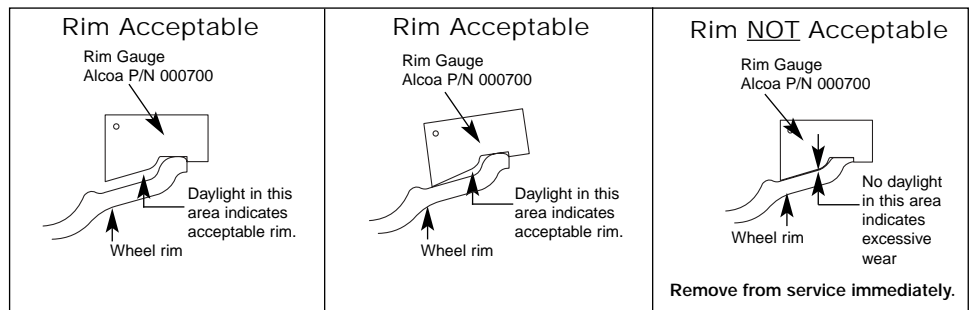 Rim Acceptable
Rim Gauge
Alcoa P/N 000700
Daylight in this
area indicates
acceptable rim.
Wheel rim
Rim Acceptable
Rim Gauge
Alcoa P/N 000700
Daylight in this
area indicates
acceptable rim.
Wheel rim
Rim NOT Acceptable
Rim Gauge
Alcoa P/N 000700
No daylight
in this area
indicates
excessive
wear
Wheel rim
Remove from service immediately.